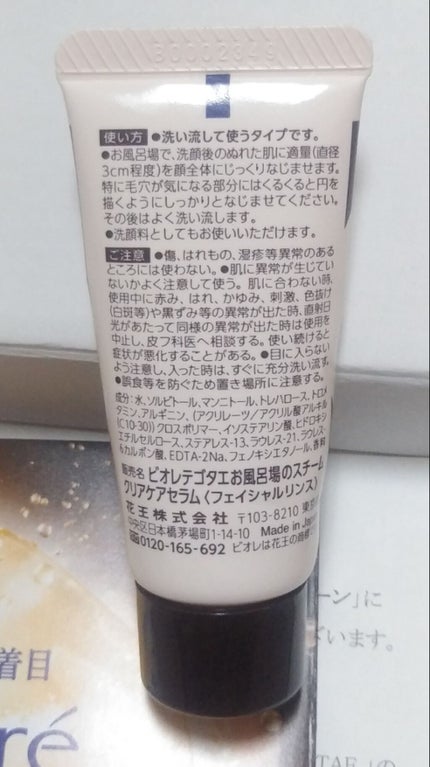 使い方 ●洗い流して使うタイプです。
●お風呂場で、洗顔後のぬれた肌に適量(直径
3cm程度)を顔全体にじっくりなじませます。
特に毛穴が気になる部分にはくるくると円を
描くようにしっかりとなじませてください。
その後はよく洗い流します。
●洗顔料としてもお使いいただけます。
ご注意 ●傷、はれもの、湿疹等異常のある
ところには使わない。●肌に異常が生じてい
ないかよく注意して使う。肌に合わない時、
使用中に赤み、はれ、かゆみ、刺激、色抜け
(白斑等)や黒ずみ等の異常が出た時、直射日
光があたって同様の異常が出た時は使用を
中止し、皮フ科医へ相談する。使い続けると
症状が悪化することがある。●目に入らない
よう注意し、入った時は、すぐに充分洗い流す。
●誤食等を防ぐため置き場所に注意する。
成分:水、ソルビトール、マンニトール、トレハロース、トロメ
タミン、アルギニン、(アクリレーツ/アクリル酸アルキル
(C10-30))クロスポリマー、イソステアリン酸、ヒドロキシ
エチルセルロース、ステアレス-13、ラウレス-21、ラウレス-
6カルボン酸、EDTA-2Na、フェノキシエタノール、香料
販売名 ビオレテゴタエお風呂場のスチーム
クリアケアセラム〈フェイシャルリンス〉
花王株式会社 〒103-8210 東京
中央区日本橋茅場町1-14-10 Made in Japan
0120-165-692 ビオレは花王の商標
ーン」に
ざいます。
着目
ré